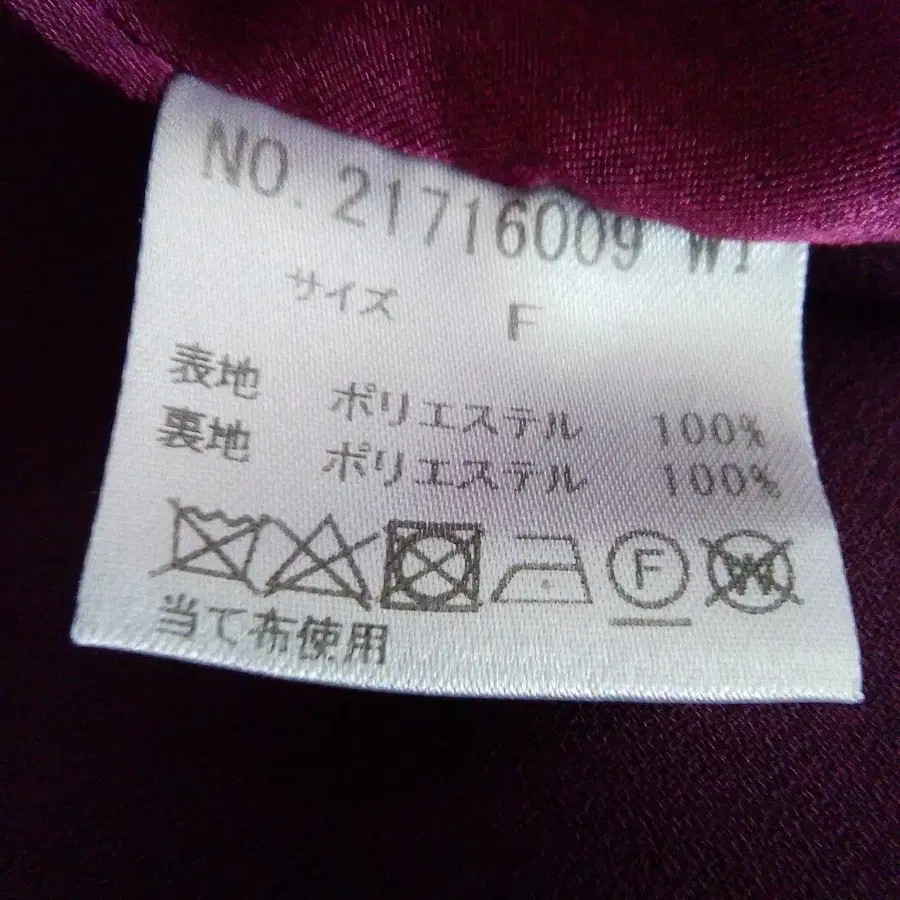 NO. 21716009 WI
サイズ F
表地 ポリエステル 100%
裏地 ポリエステル 100%
F W
当て布使用